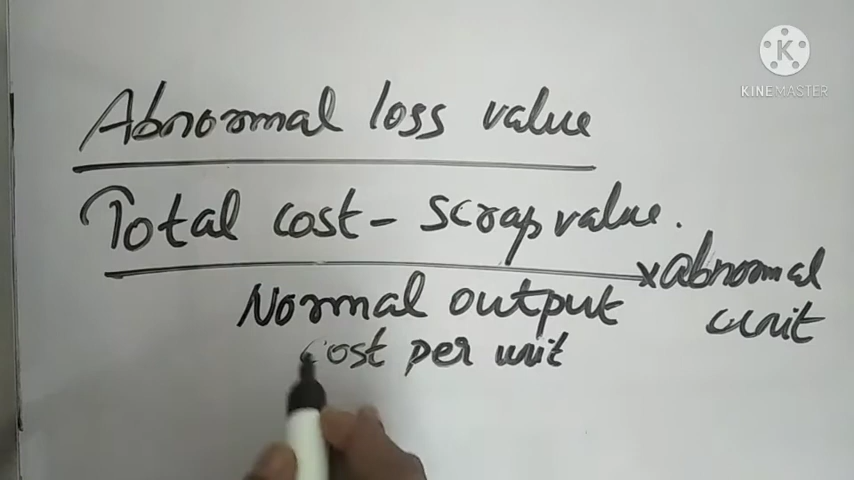 K
KINEMASTER
Abnormal loss value
Total cost - scrap value.
x abnormal
Normal output
unit
cost per unit